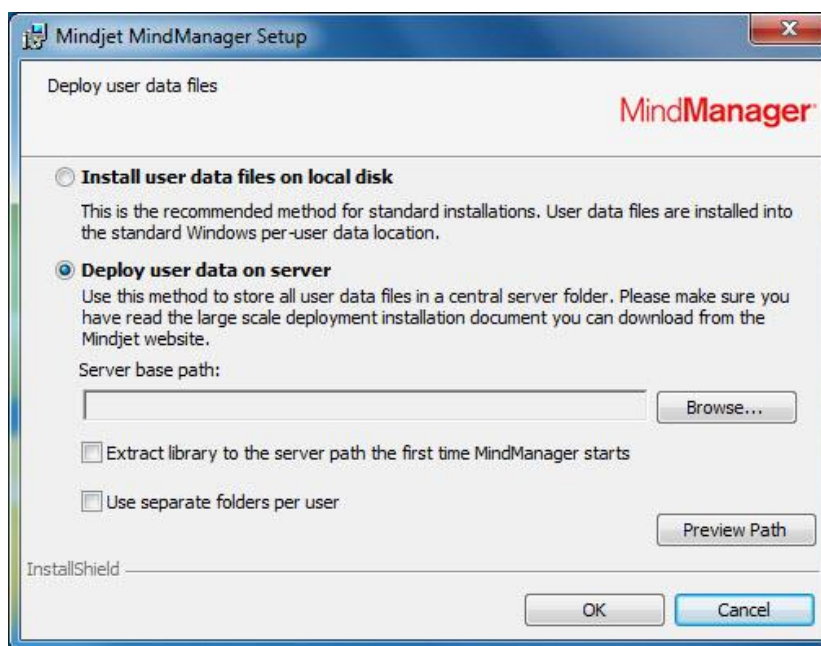 Mindjet MindManager Setup
Deploy user data files
MindManager
Install user data files on local disk
This is the recommended method for standard installations. User data files are installed into
the standard Windows per-user data location.
Deploy user data on server
Use this method to store all user data files in a central server folder. Please make sure you
have read the large scale deployment installation document you can download from the
Mindjet website.
Server base path:
Browse...
Extract library to the server path the first time MindManager starts
Use separate folders per user
Preview Path
InstallShield
OK
Cancel